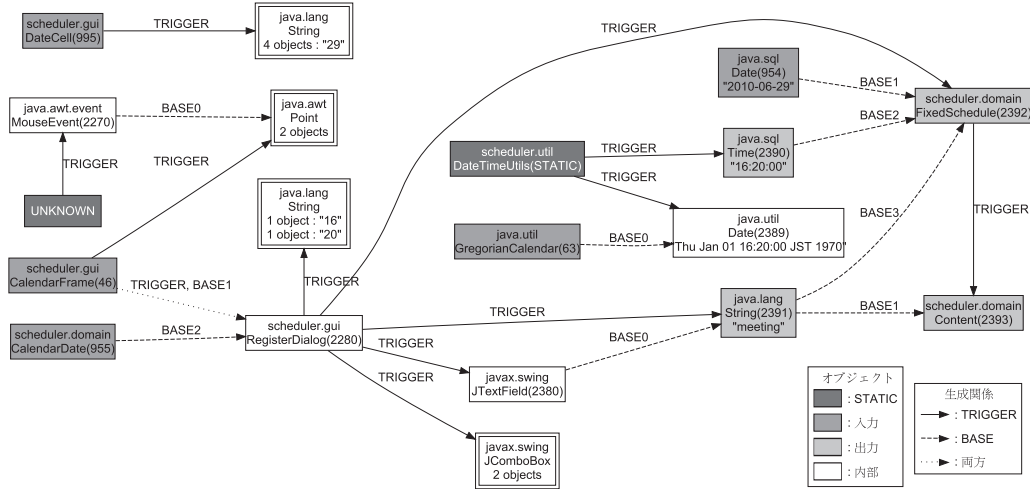 scheduler.gui
DateCell(995)
TRIGGER
java.lang
String
4 objects : "29"
java.awt.event
MouseEvent(2270)
BASE0
java.awt
Point
2 objects
TRIGGER
TRIGGER
UNKNOWN
java.lang
String
1 object : "16"
1 object : "20"
scheduler.gui
CalendarFrame(46)
TRIGGER, BASE1
TRIGGER
scheduler.domain
CalendarDate(955)
BASE2
scheduler.gui
RegisterDialog(2280)
TRIGGER
TRIGGER
TRIGGER
TRIGGER
javax.swing
JTextField(2380)
BASE0
javax.swing
JComboBox
2 objects
java.sql
Date(954)
"2010-06-29"
BASE1
scheduler.domain
FixedSchedule(2392)
scheduler.util
DateTimeUtils(STATIC)
TRIGGER
java.sql
Time(2390)
"16:20:00"
BASE2
TRIGGER
java.util
GregorianCalendar(63)
BASE0
java.util
Date(2389)
"Thu Jan 01 16:20:00 JST 1970"
BASE3
TRIGGER
java.lang
String(2391)
"meeting"
BASE1
scheduler.domain
Content(2393)
オブジェクト
: STATIC
: 入力
: 出力
: 内部
生成関係
: TRIGGER
: BASE
: 両方